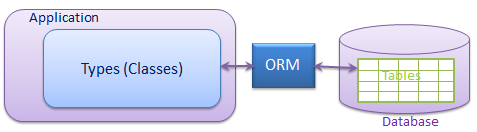 Application
Types (Classes)
ORM
Tables
Database